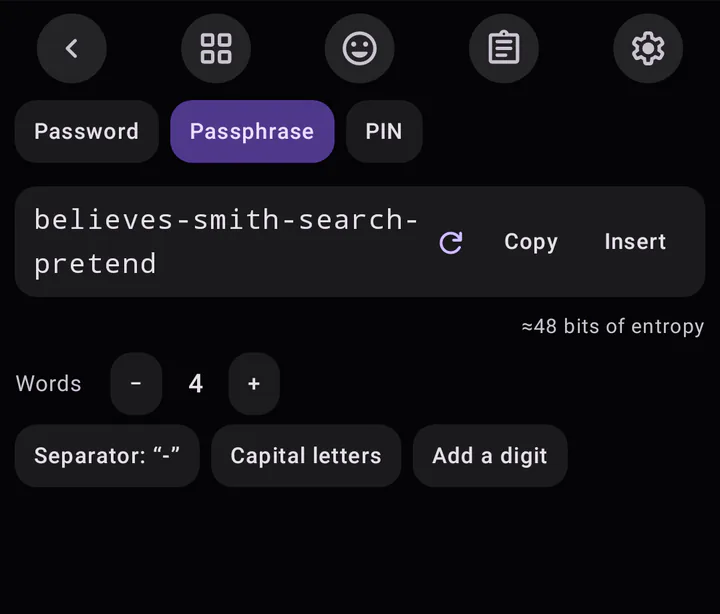 Password Passphrase PIN
believes-smith-search-
pretend
Copy Insert
≈48 bits of entropy
Words - 4 +
Separator: “-” Capital letters Add a digit